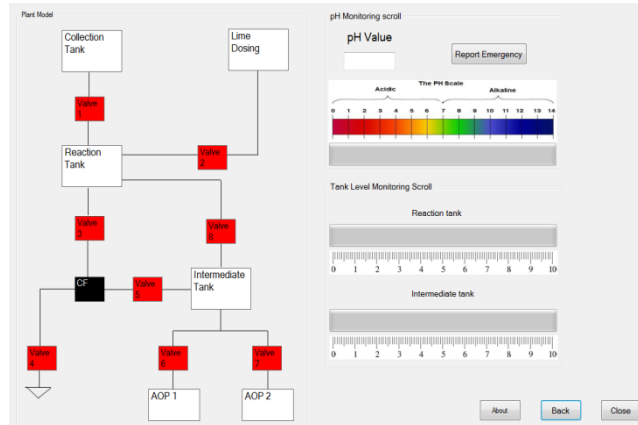 Plant Model
Collection
Tank
Lime
Dosing
Valve
1
Reaction
Tank
Valve
2
Valve
3
Valve
8
CF
Valve
5
Intermediate
Tank
Valve
4
Valve
6
Valve
7
AOP 1
AOP 2
pH Monitoring scroll
pH Value
Report Emergency
The PH Scale
Acidic
Alkaline
0 1 2 3 4 5 6 7 8 9 10 11 12 13 14
Tank Level Monitoring Scroll
Reaction tank
0 1 2 3 4 5 6 7 8 9 10
Intermediate tank
0 1 2 3 4 5 6 7 8 9 10
About
Back
Close